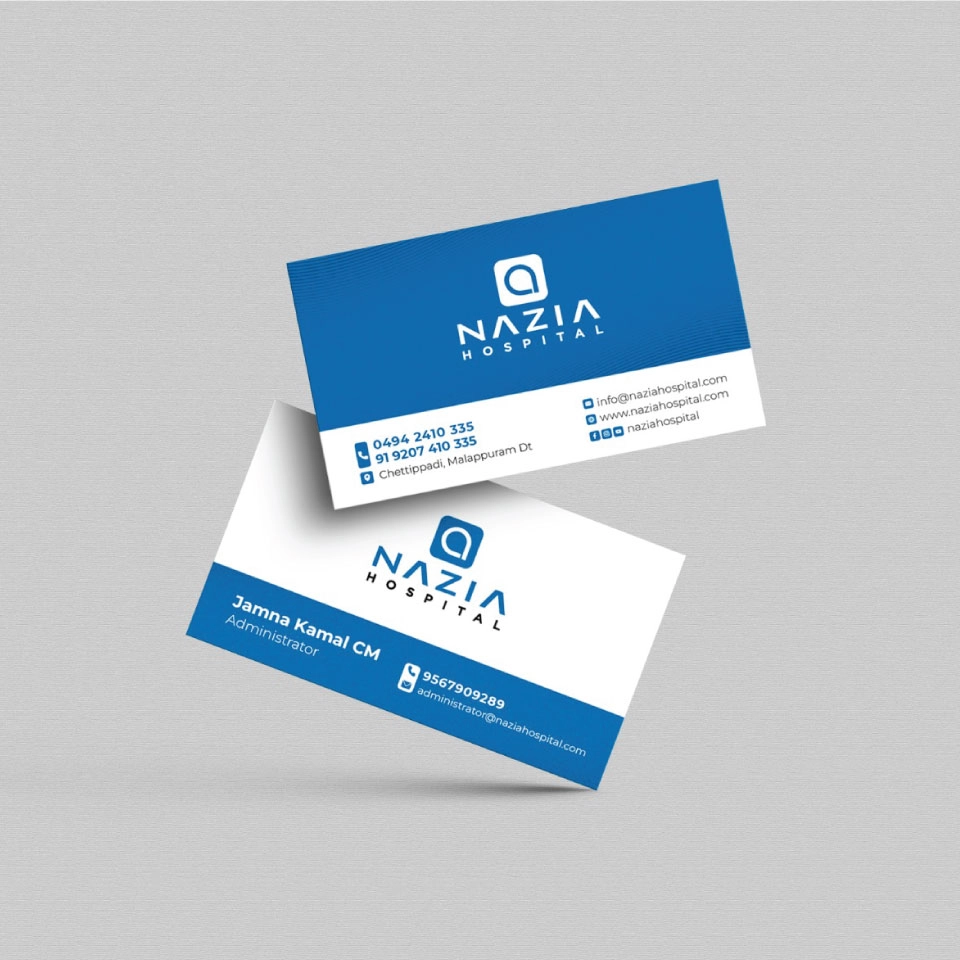 NAZIA
HOSPITAL
0494 2410 335
91 9207 410 335
Chettippadi, Malappuram Dt
info@naziahospital.com
www.naziahospital.com
naziahospital
NAZIA
HOSPITAL
Jamna Kamal CM
Administrator
9567909289
administrator@naziahospital.com